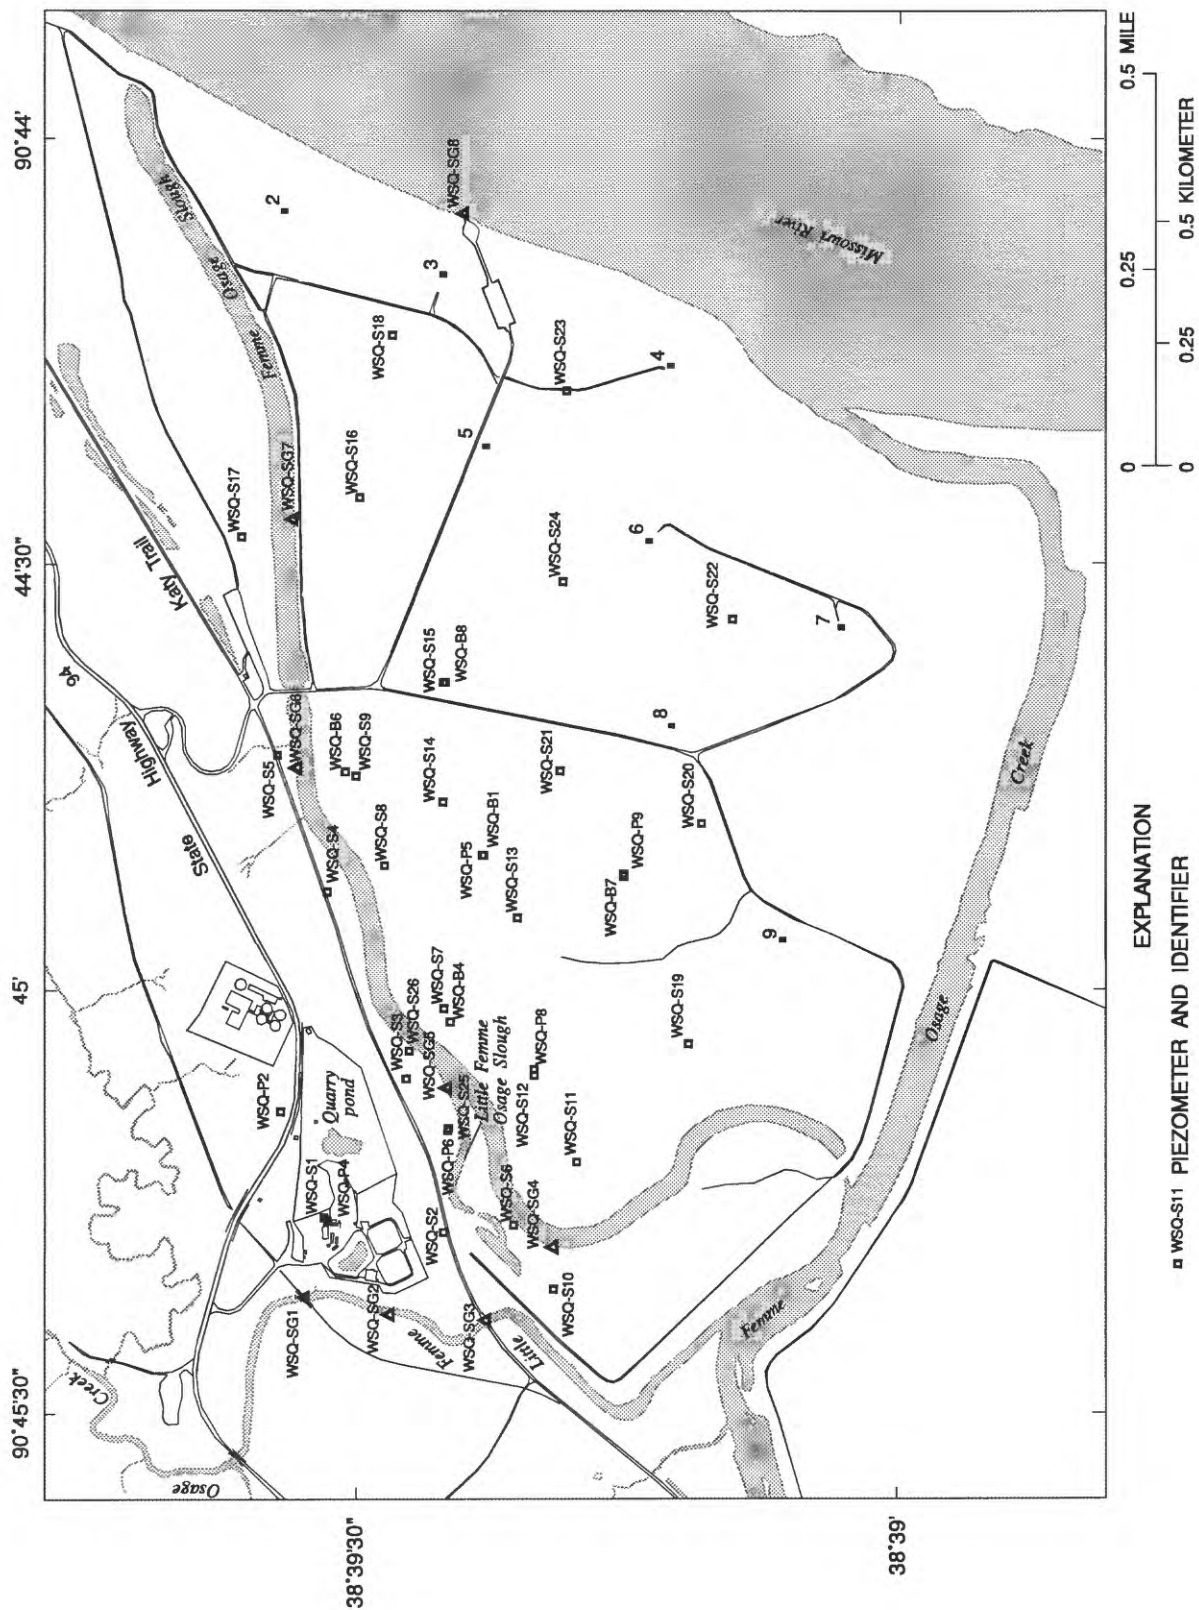 90°45'30"
45'
44'30"
90°44'
38°39'30"
38°39'
Creek
Osage
State
Highway
94
Katy Trail
WSQ-P2
Quarry
pond
WSQ-S1
WSQ-P4
WSQ-SG1
WSQ-SG2
Femme
WSQ-SG3
Little
WSQ-S2
WSQ-P6
WSQ-S25
WSQ-SG5
WSQ-S3
WSQ-S26
WSQ-S7
WSQ-B4
Little Femme
Osage Slough
WSQ-S6
WSQ-SG4
WSQ-S10
WSQ-S12
WSQ-P8
WSQ-S11
WSQ-S4
WSQ-S5
WSQ-SG6
WSQ-B6
WSQ-S9
WSQ-S8
WSQ-S14
WSQ-P5
WSQ-B1
WSQ-S13
WSQ-S15
WSQ-B8
WSQ-S17
WSQ-SG7
Femme
Osage
Slough
WSQ-S16
WSQ-S18
2
3
WSQ-SG8
5
WSQ-S23
4
WSQ-S24
6
WSQ-S22
7
8
WSQ-S21
WSQ-S20
WSQ-B7
WSQ-P9
9
WSQ-S19
Missouri River
Femme
Osage
Creek
EXPLANATION
WSQ-S11 PIEZOMETER AND IDENTIFIER
0
0.25
0.5 MILE
0
0.25
0.5 KILOMETER